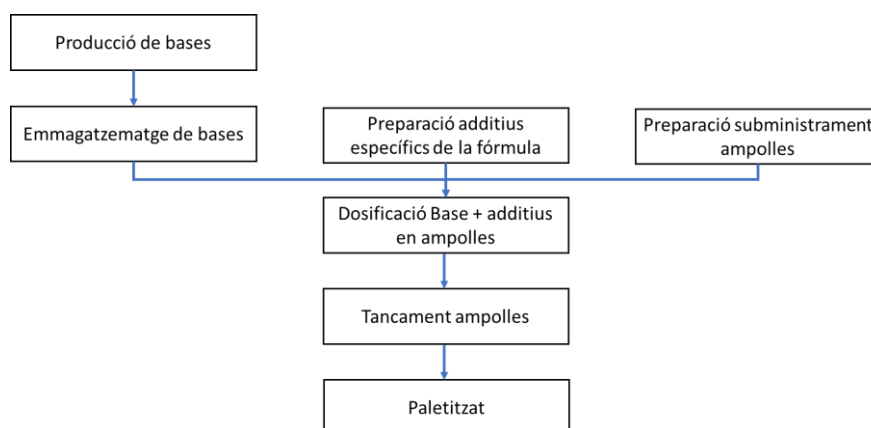 Producció de bases
Emmagatzematge de bases
Preparació additius
específics de la fórmula
Preparació subministrament
ampolles
Dosificació Base + additius
en ampolles
Tancament ampolles
Paletitzat